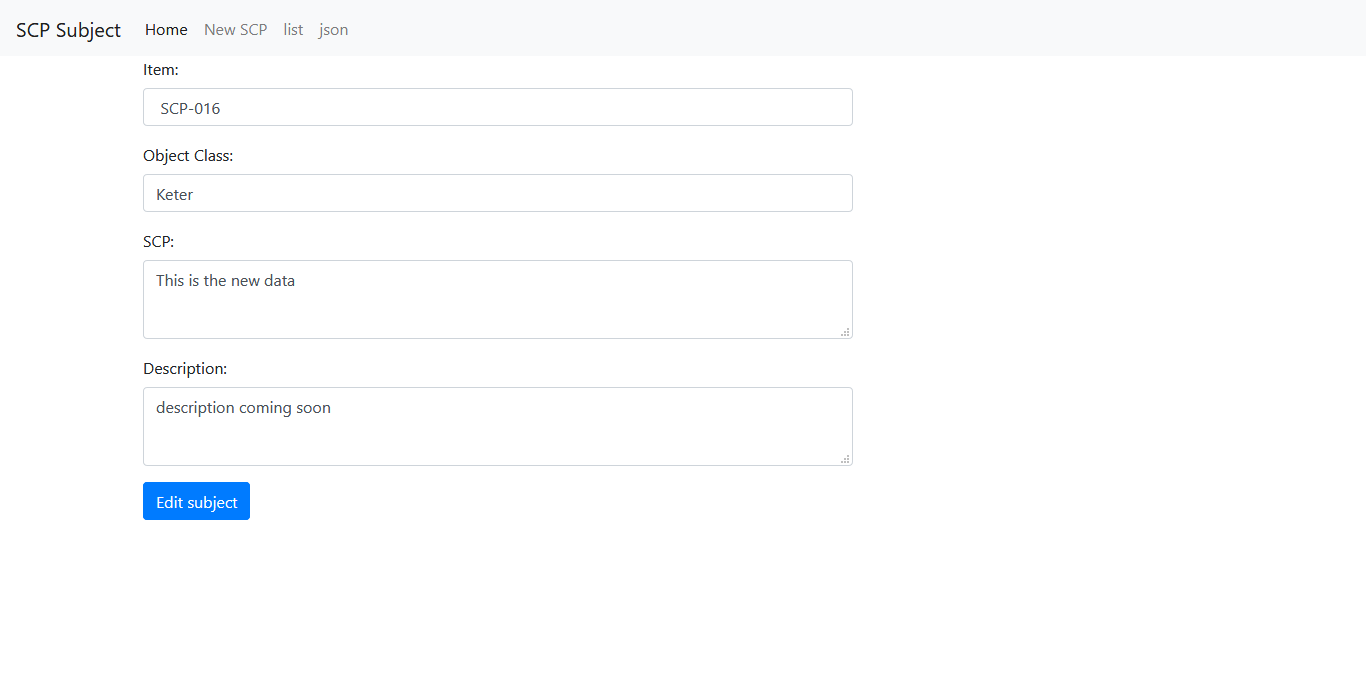 SCP Subject Home New SCP list json
Item:
SCP-016
Object Class:
Keter
SCP:
This is the new data
Description:
description coming soon
Edit subject